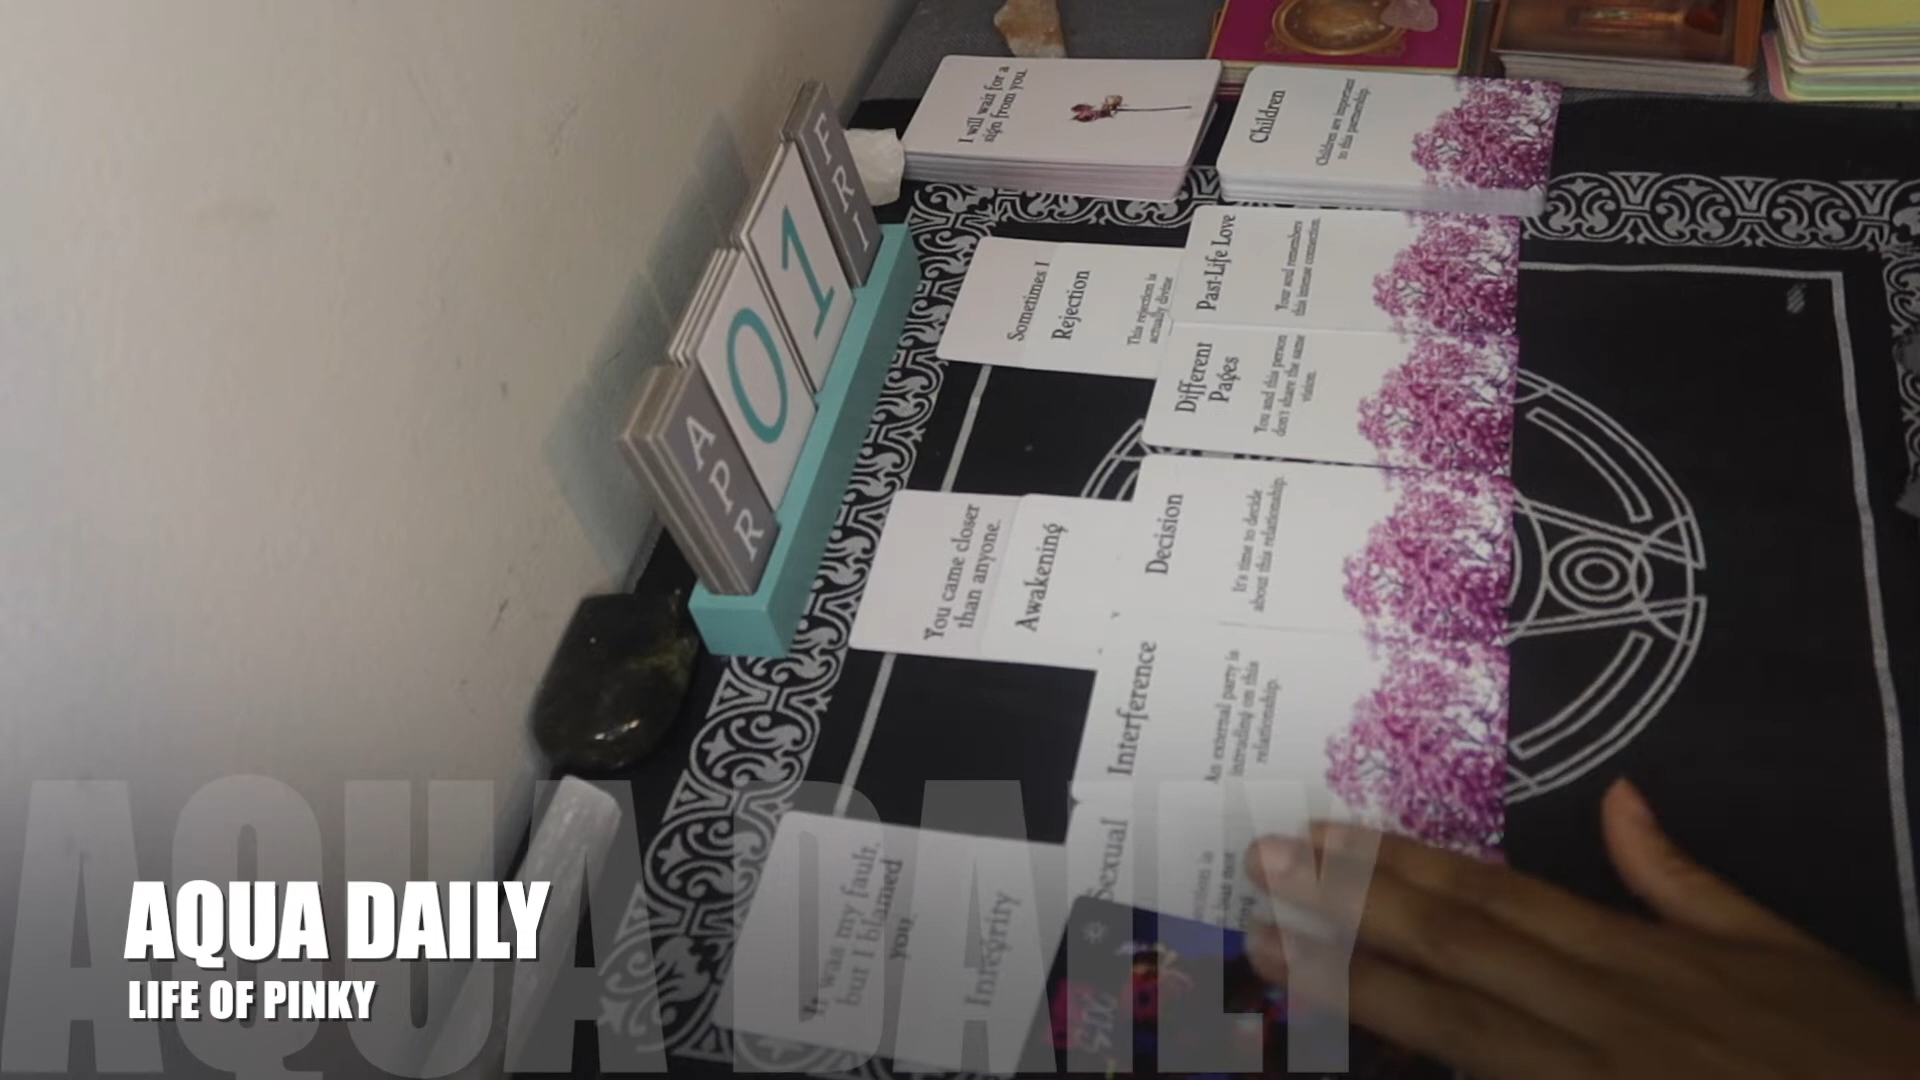 I will wait for a
sign from you.
Children
Children are important
to this partnership.
FRI
01
APR
Sometimes I
Rejection
This rejection is
actually divine
Past-Life Love
Your soul remembers
this intense connection.
Different
Pages
You and this person
don't share the same
vision.
You came closer
than anyone.
Awakening
Decision
It's time to decide
about this relationship.
Interference
An external party is
intruding on this
relationship.
Sexual
It was my fault,
but I blamed
you.
Integrity
AQUA DAILY
AQUA DAILY
LIFE OF PINKY